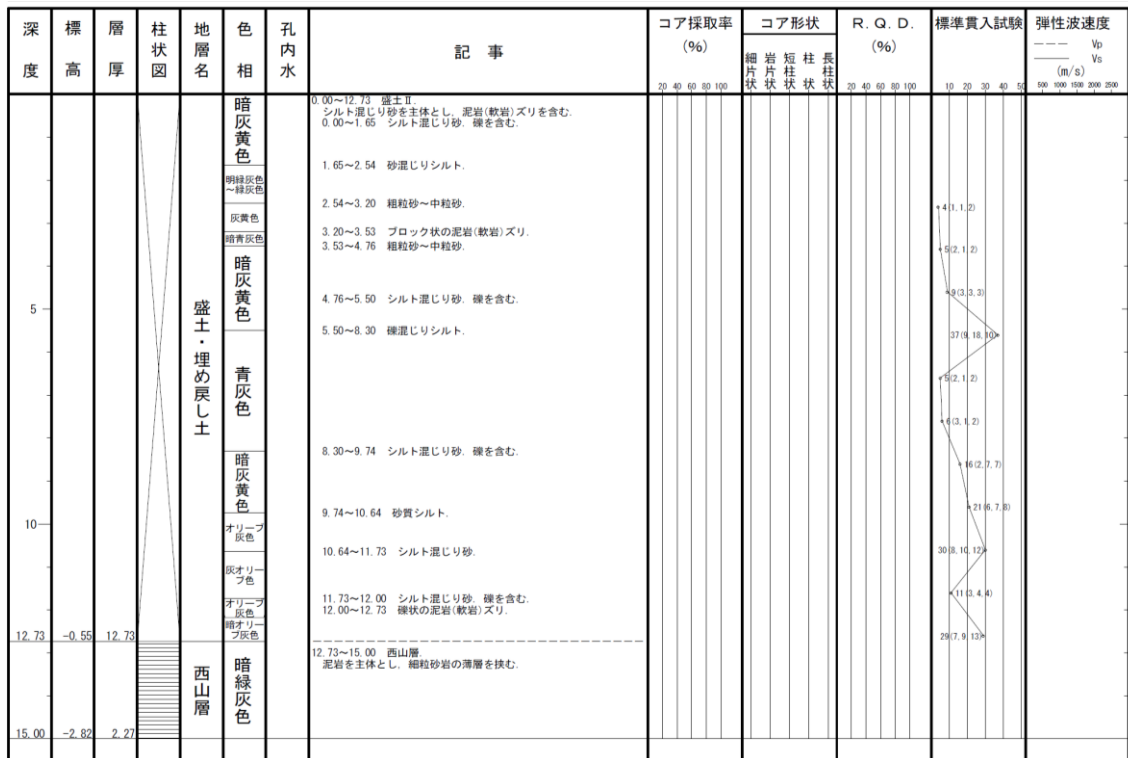 深度
標高
層厚
柱状図
地層名
色相
孔内水
記事
コア採取率
(%)
20 40 60 80 100
コア形状
細片状
岩片状
短柱状
柱状
長柱状
R. Q. D.
(%)
20 40 60 80 100
標準貫入試験
10 20 30 40 50
弾性波速度
Vp
Vs
(m/s)
500 1000 1500 2000 2500
5
10
12.73 -0.55 12.73
15.00 -2.82 2.27
盛土・埋め戻し土
西山層
暗灰黄色
明緑灰色
～緑灰色
灰黄色
暗青灰色
暗灰黄色
青灰色
暗灰黄色
オリーブ
灰色
灰オリー
ブ色
オリーブ
灰色
暗オリー
ブ灰色
暗緑灰色
0.00～12.73 盛土Ⅱ.
シルト混じり砂を主体とし，泥岩(軟岩)ズリを含む.
0.00～1.65 シルト混じり砂．礫を含む.
1.65～2.54 砂混じりシルト.
2.54～3.20 粗粒砂～中粒砂.
3.20～3.53 ブロック状の泥岩(軟岩)ズリ.
3.53～4.76 粗粒砂～中粒砂.
4.76～5.50 シルト混じり砂．礫を含む.
5.50～8.30 礫混じりシルト.
8.30～9.74 シルト混じり砂．礫を含む.
9.74～10.64 砂質シルト.
10.64～11.73 シルト混じり砂.
11.73～12.00 シルト混じり砂．礫を含む.
12.00～12.73 礫状の泥岩(軟岩)ズリ.
12.73～15.00 西山層.
泥岩を主体とし，細粒砂岩の薄層を挟む.
4(1,1,2)
5(2,1,2)
9(3,3,3)
37(9,18,10)
5(2,1,2)
6(3,1,2)
16(2,7,7)
21(6,7,8)
30(8,10,12)
11(3,4,4)
29(7,9,13)